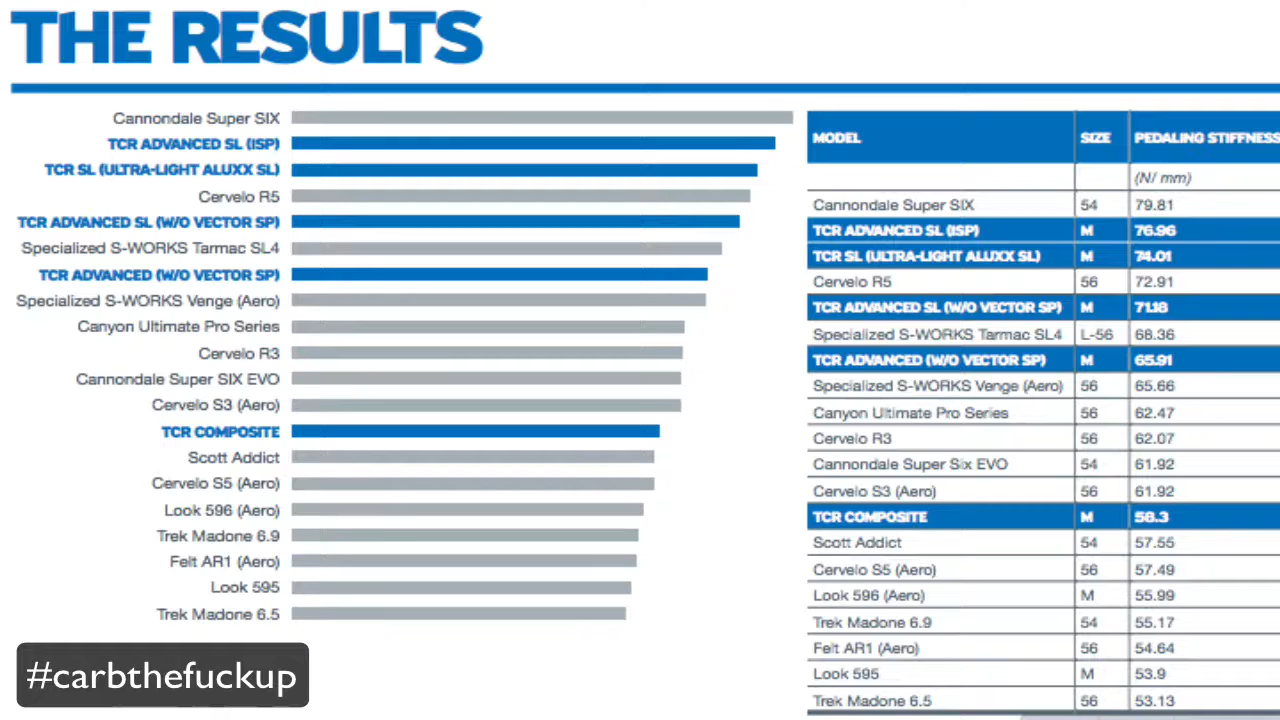 THE RESULTS
Cannondale Super SIX
TCR ADVANCED SL (ISP)
TCR SL (ULTRA-LIGHT ALUXX SL)
Cervelo R5
TCR ADVANCED SL (W/O VECTOR SP)
Specialized S-WORKS Tarmac SL4
TCR ADVANCED (W/O VECTOR SP)
Specialized S-WORKS Venge (Aero)
Canyon Ultimate Pro Series
Cervelo R3
Cannondale Super SIX EVO
Cervelo S3 (Aero)
TCR COMPOSITE
Scott Addict
Cervelo S5 (Aero)
Look 596 (Aero)
Trek Madone 6.9
Felt AR1 (Aero)
Look 595
Trek Madone 6.5
MODEL SIZE PEDALING STIFFNESS
(N/ mm)
Cannondale Super SIX 54 79.81
TCR ADVANCED SL (ISP) M 76.96
TCR SL (ULTRA-LIGHT ALUXX SL) M 74.01
Cervelo R5 56 72.91
TCR ADVANCED SL (W/O VECTOR SP) M 71.18
Specialized S-WORKS Tarmac SL4 L-56 68.36
TCR ADVANCED (W/O VECTOR SP) M 65.91
Specialized S-WORKS Venge (Aero) 56 65.66
Canyon Ultimate Pro Series 56 62.47
Cervelo R3 56 62.07
Cannondale Super Six EVO 54 61.92
Cervelo S3 (Aero) 56 61.92
TCR COMPOSITE M 58.3
Scott Addict 54 57.55
Cervelo S5 (Aero) 56 57.49
Look 596 (Aero) M 55.99
Trek Madone 6.9 54 55.17
Felt AR1 (Aero) 56 54.64
Look 595 M 53.9
Trek Madone 6.5 56 53.13
#carbthefuckup